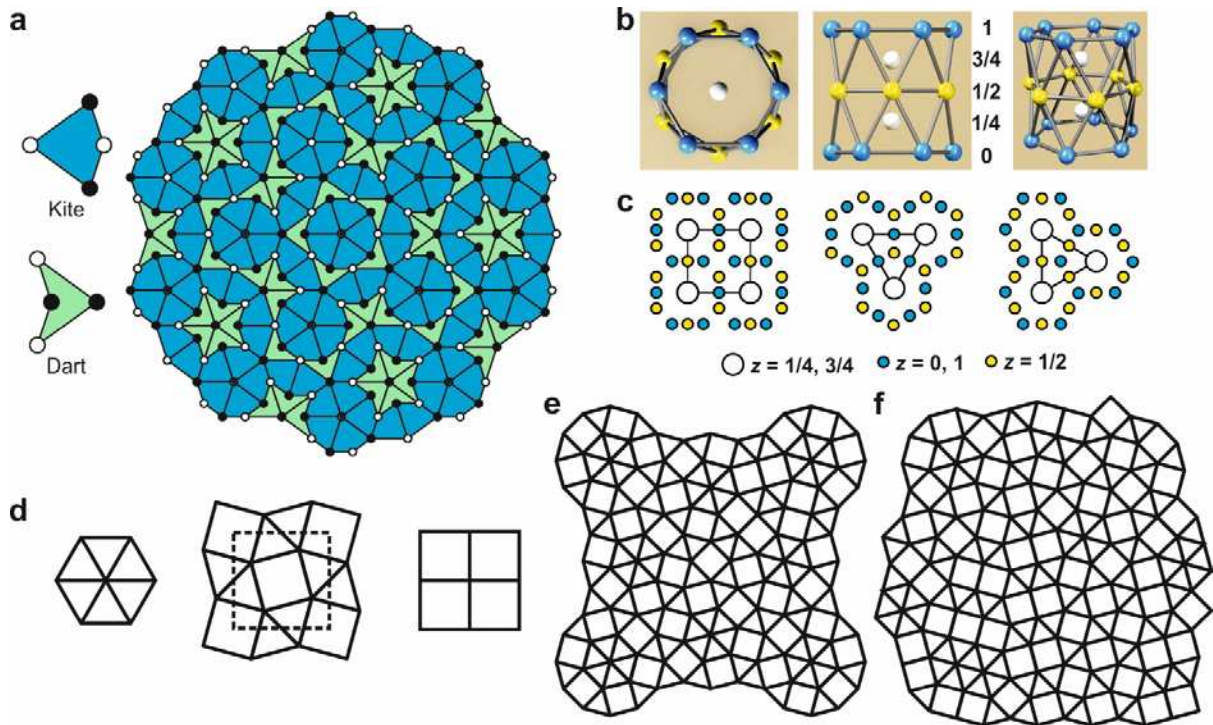 a
Kite
Dart
b
1
3/4
1/2
1/4
0
c
z = 1/4, 3/4 z = 0, 1 z = 1/2
d
e
f